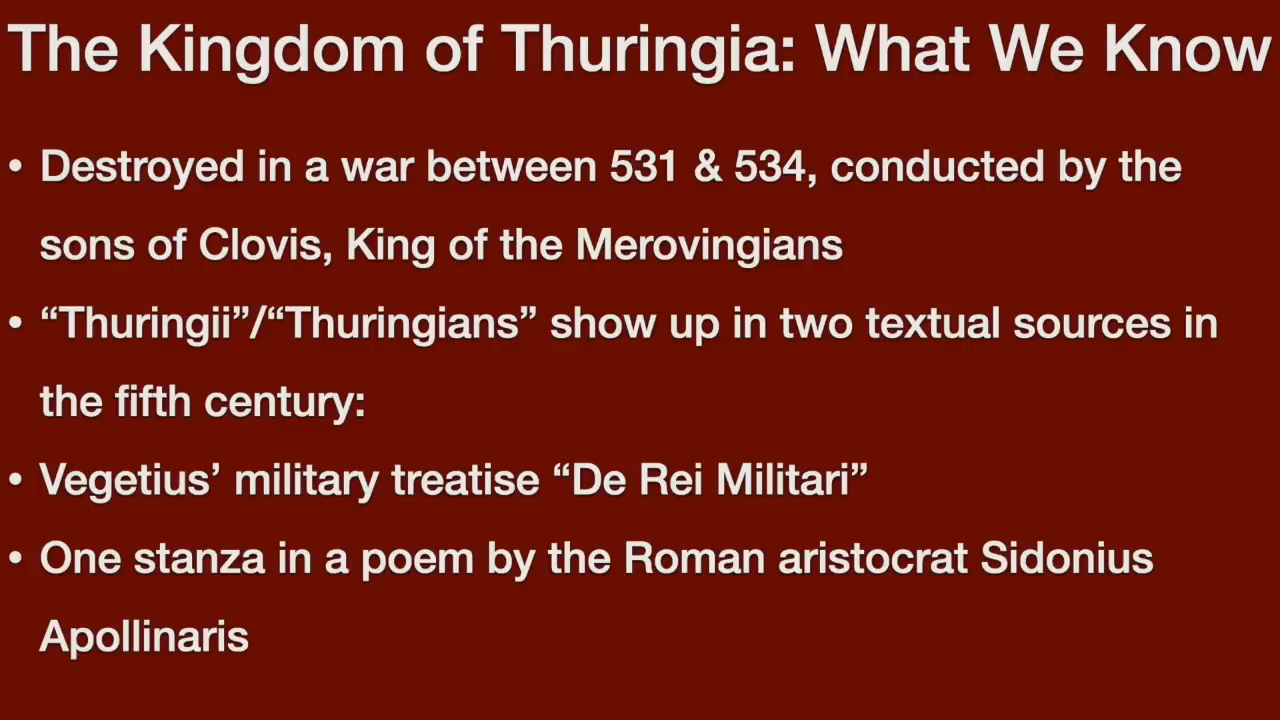 The Kingdom of Thuringia: What We Know
• Destroyed in a war between 531 & 534, conducted by the
sons of Clovis, King of the Merovingians
• “Thuringii”/“Thuringians” show up in two textual sources in
the fifth century:
• Vegetius’ military treatise “De Rei Militari”
• One stanza in a poem by the Roman aristocrat Sidonius
Apollinaris